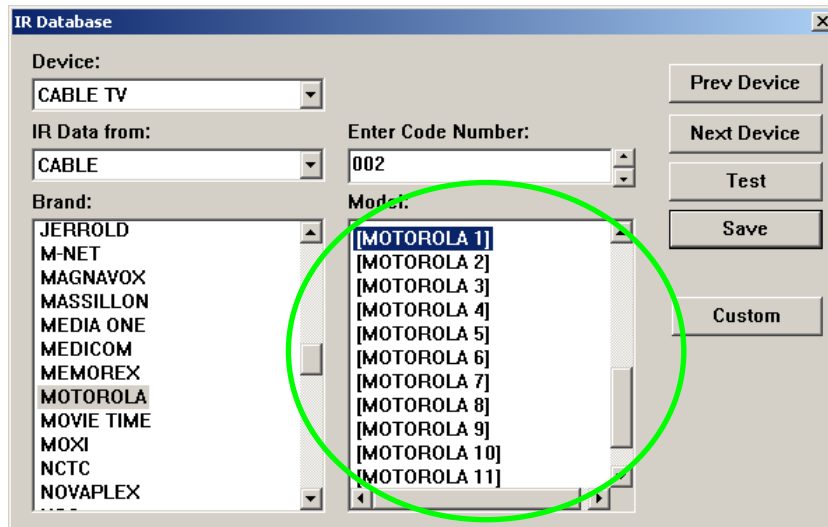 IR Database
Device:
CABLE TV
Prev Device
IR Data from:
Enter Code Number:
Next Device
CABLE
002
Test
Brand:
Model:
Save
JERROLD
M-NET
MAGNAVOX
MASSILLON
MEDIA ONE
MEDICOM
MEMOREX
MOTOROLA
MOVIE TIME
MOXI
NCTC
NOVAPLEX
[MOTOROLA 1]
[MOTOROLA 2]
[MOTOROLA 3]
[MOTOROLA 4]
[MOTOROLA 5]
[MOTOROLA 6]
[MOTOROLA 7]
[MOTOROLA 8]
[MOTOROLA 9]
[MOTOROLA 10]
[MOTOROLA 11]
Custom